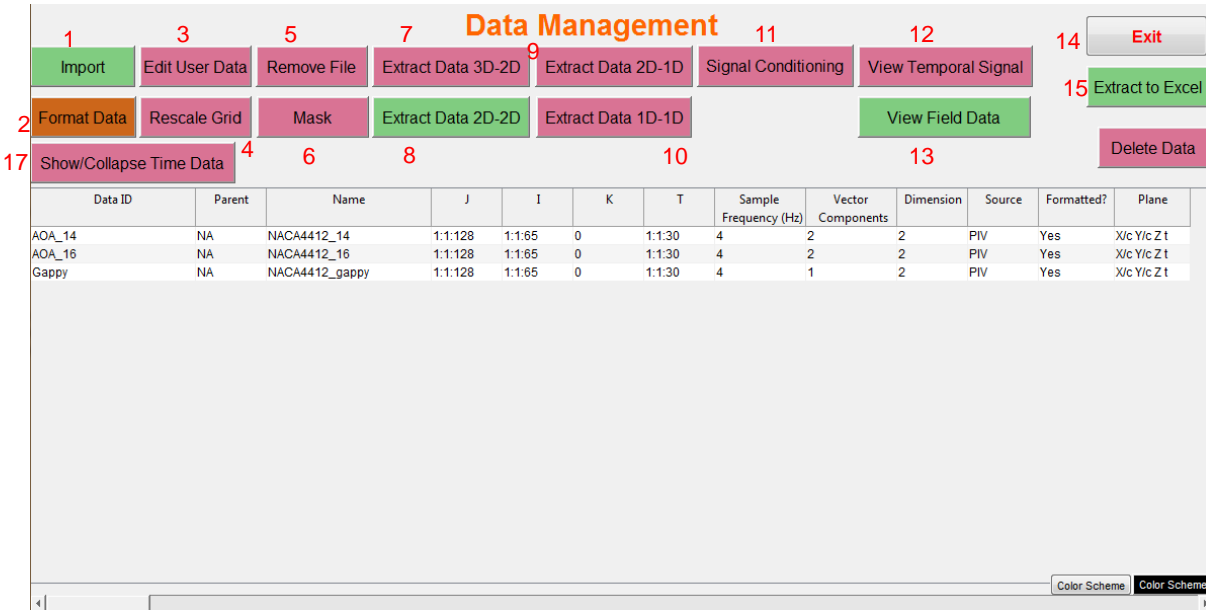 Data Management
1 3 5 7 9 11 12 14 Exit
Import Edit User Data Remove File Extract Data 3D-2D Extract Data 2D-1D Signal Conditioning View Temporal Signal
15 Extract to Excel
2 Format Data Rescale Grid Mask Extract Data 2D-2D Extract Data 1D-1D View Field Data
Delete Data
17 Show/Collapse Time Data 4 6 8 10 13
Data ID Parent Name J I K T Sample Vector Dimension Source Formatted? Plane
Frequency (Hz) Components
AOA_14 NA NACA4412_14 1:1:128 1:1:65 0 1:1:30 4 2 2 PIV Yes X/c Y/c Z t
AOA_16 NA NACA4412_16 1:1:128 1:1:65 0 1:1:30 4 2 2 PIV Yes X/c Y/c Z t
Gappy NA NACA4412_gappy 1:1:128 1:1:65 0 1:1:30 4 1 2 PIV Yes X/c Y/c Z t
Color Scheme Color Scheme